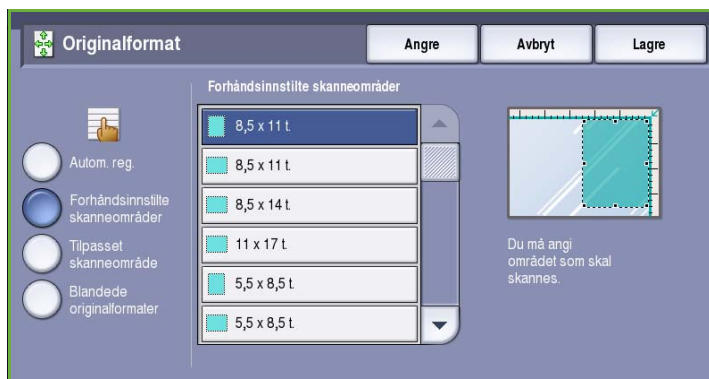 Originalformat
Angre
Avbryt
Lagre
Forhåndsinnstilte skanneområder
Autom. reg.
Forhåndsinnstilte
skanneområder
Tilpasset
skanneområde
Blandede
originalformater
8,5 x 11 t.
8,5 x 11 t.
8,5 x 14 t.
11 x 17 t.
5,5 x 8,5 t.
5,5 x 8,5 t.
Du må angi
området som skal
skannes.